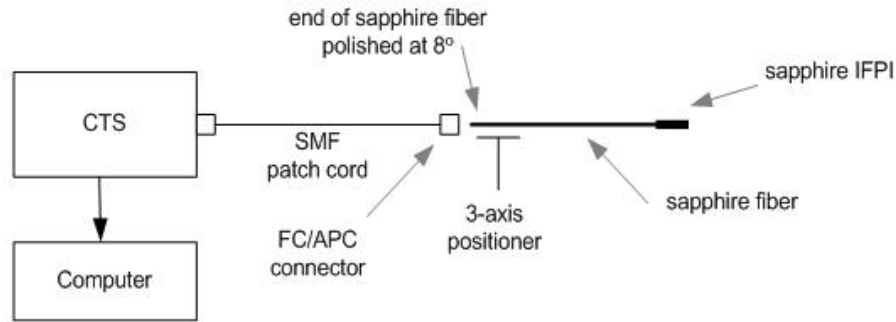 end of sapphire fiber
polished at 8º
sapphire IFPI
CTS
SMF
patch cord
sapphire fiber
3-axis
positioner
FC/APC
connector
Computer